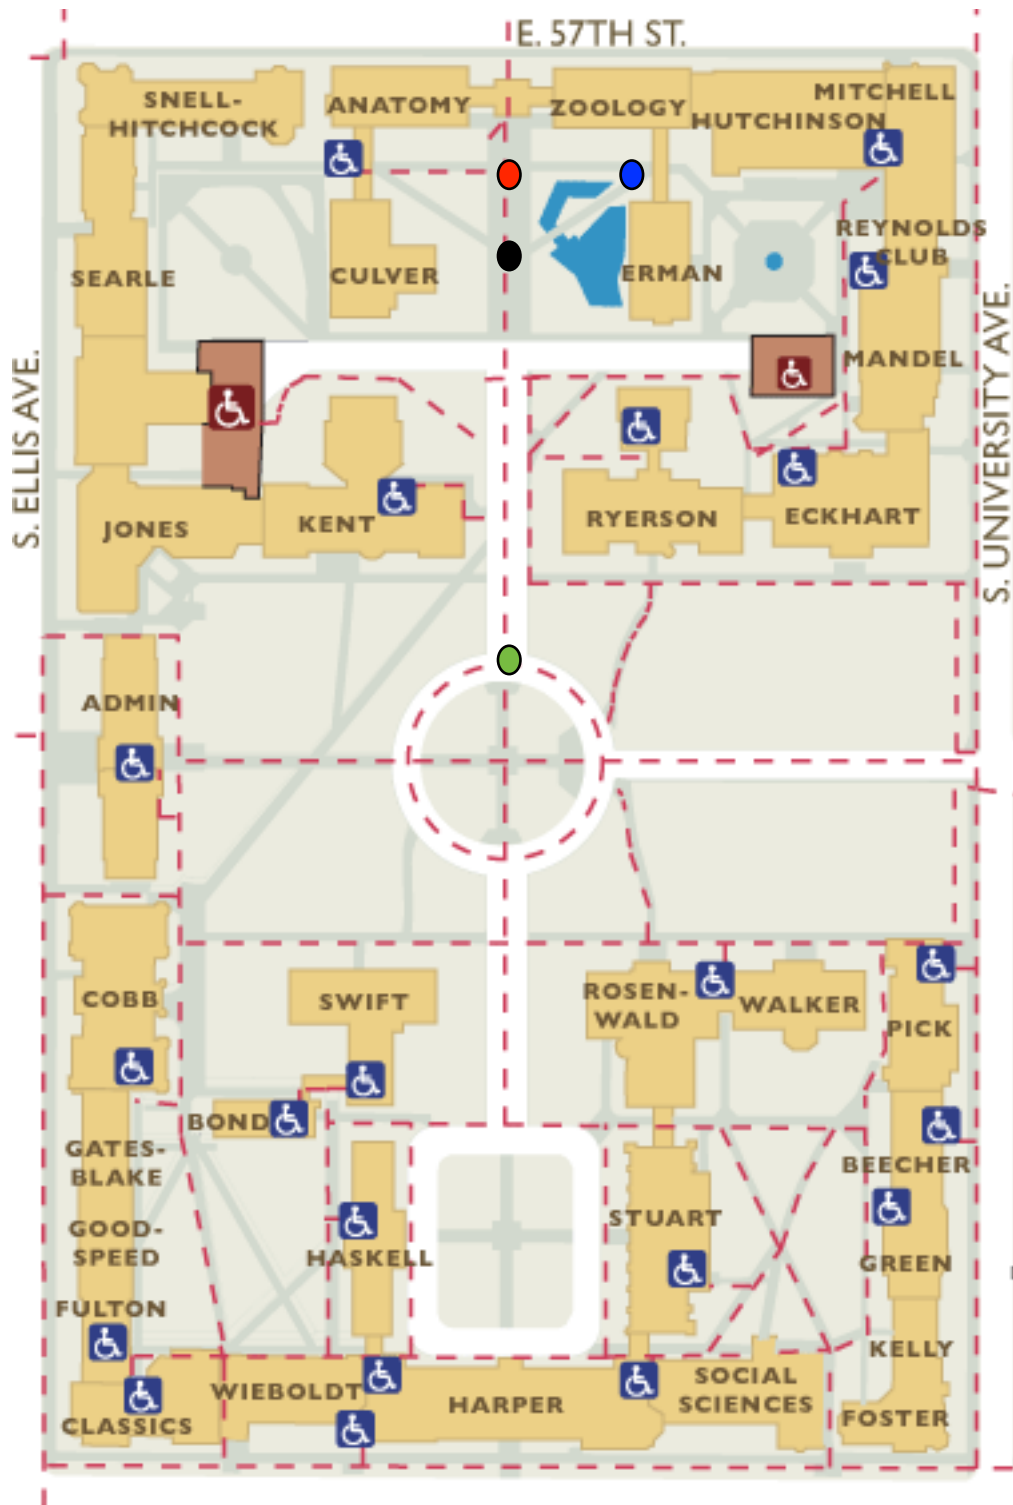 E. 57TH ST.
SNELL-
HITCHCOCK
ANATOMY
ZOOLOGY
MITCHELL
HUTCHINSON
REYNOLDS
CLUB
SEARLE
CULVER
ERMAN
MANDEL
S. ELLIS AVE.
S. UNIVERSITY AVE.
JONES
KENT
RYERSON
ECKHART
ADMIN
COBB
SWIFT
ROSEN-
WALD
WALKER
PICK
BOND
GATES-
BLAKE
BEECHER
GOOD-
SPEED
HASKELL
STUART
GREEN
FULTON
KELLY
WIEBOLDT
HARPER
SOCIAL
SCIENCES
CLASSICS
FOSTER